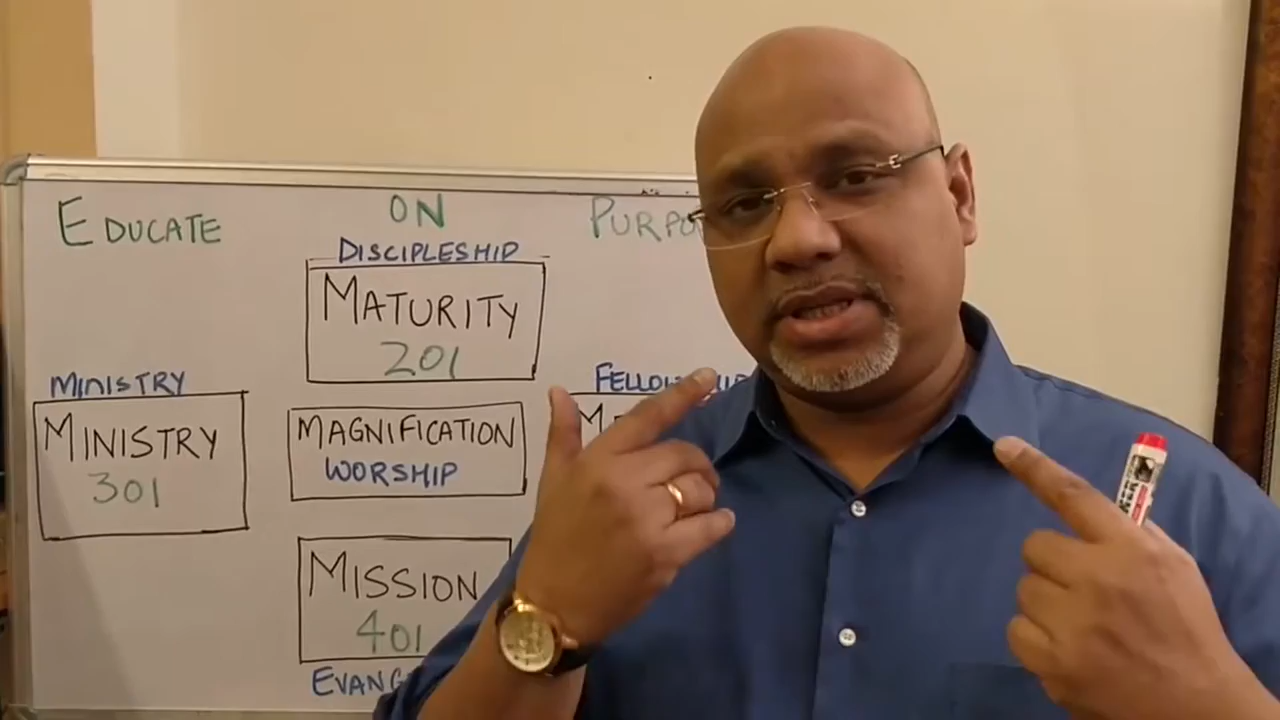 EDUCATE ON
DISCIPLESHIP
MATURITY
201
MINISTRY
MINISTRY
301
MAGNIFICATION
WORSHIP
MISSION
401